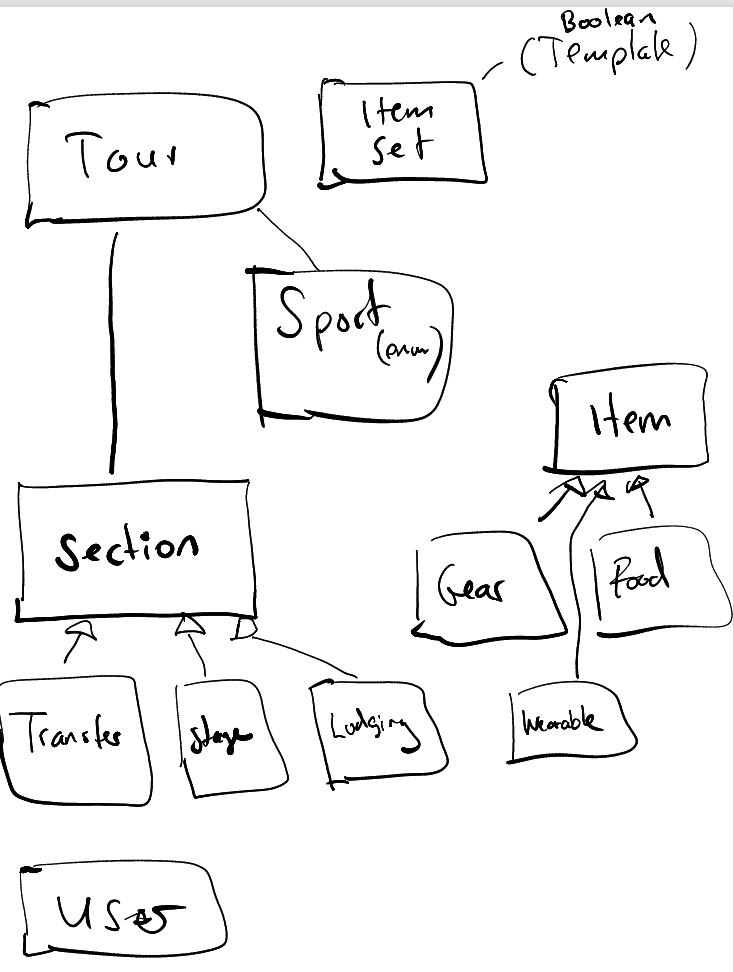 Boolean
(Template)
Item
set
Tour
Sport
(enum)
Item
Section
Gear
Food
Transfer
Stage
Lodging
Wearable
User